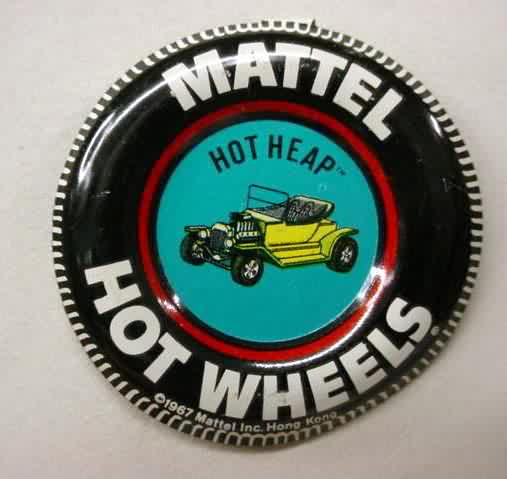 MATTEL
HOT HEAP™
HOT WHEELS®
©1967 Mattel Inc. Hong Kong